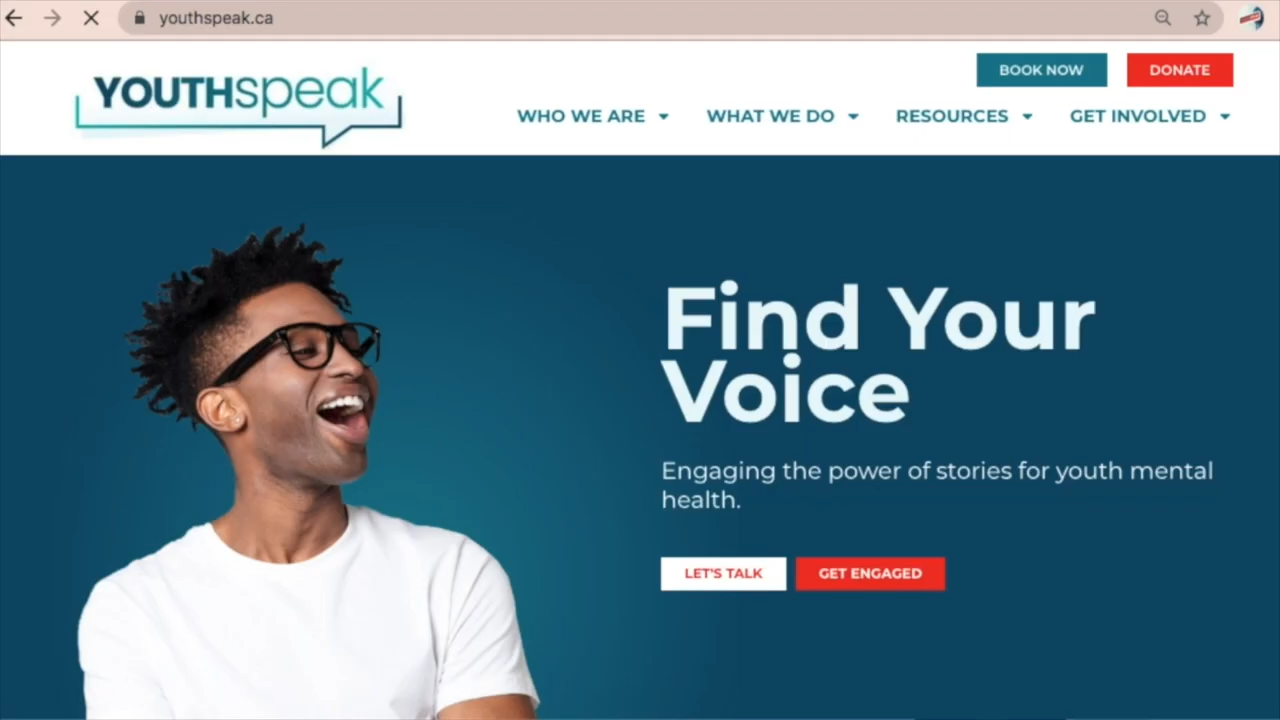 youthspeak.ca
BOOK NOW
DONATE
YOUTHspeak
WHO WE ARE
WHAT WE DO
RESOURCES
GET INVOLVED
Find Your
Voice
Engaging the power of stories for youth mental
health.
LET'S TALK
GET ENGAGED